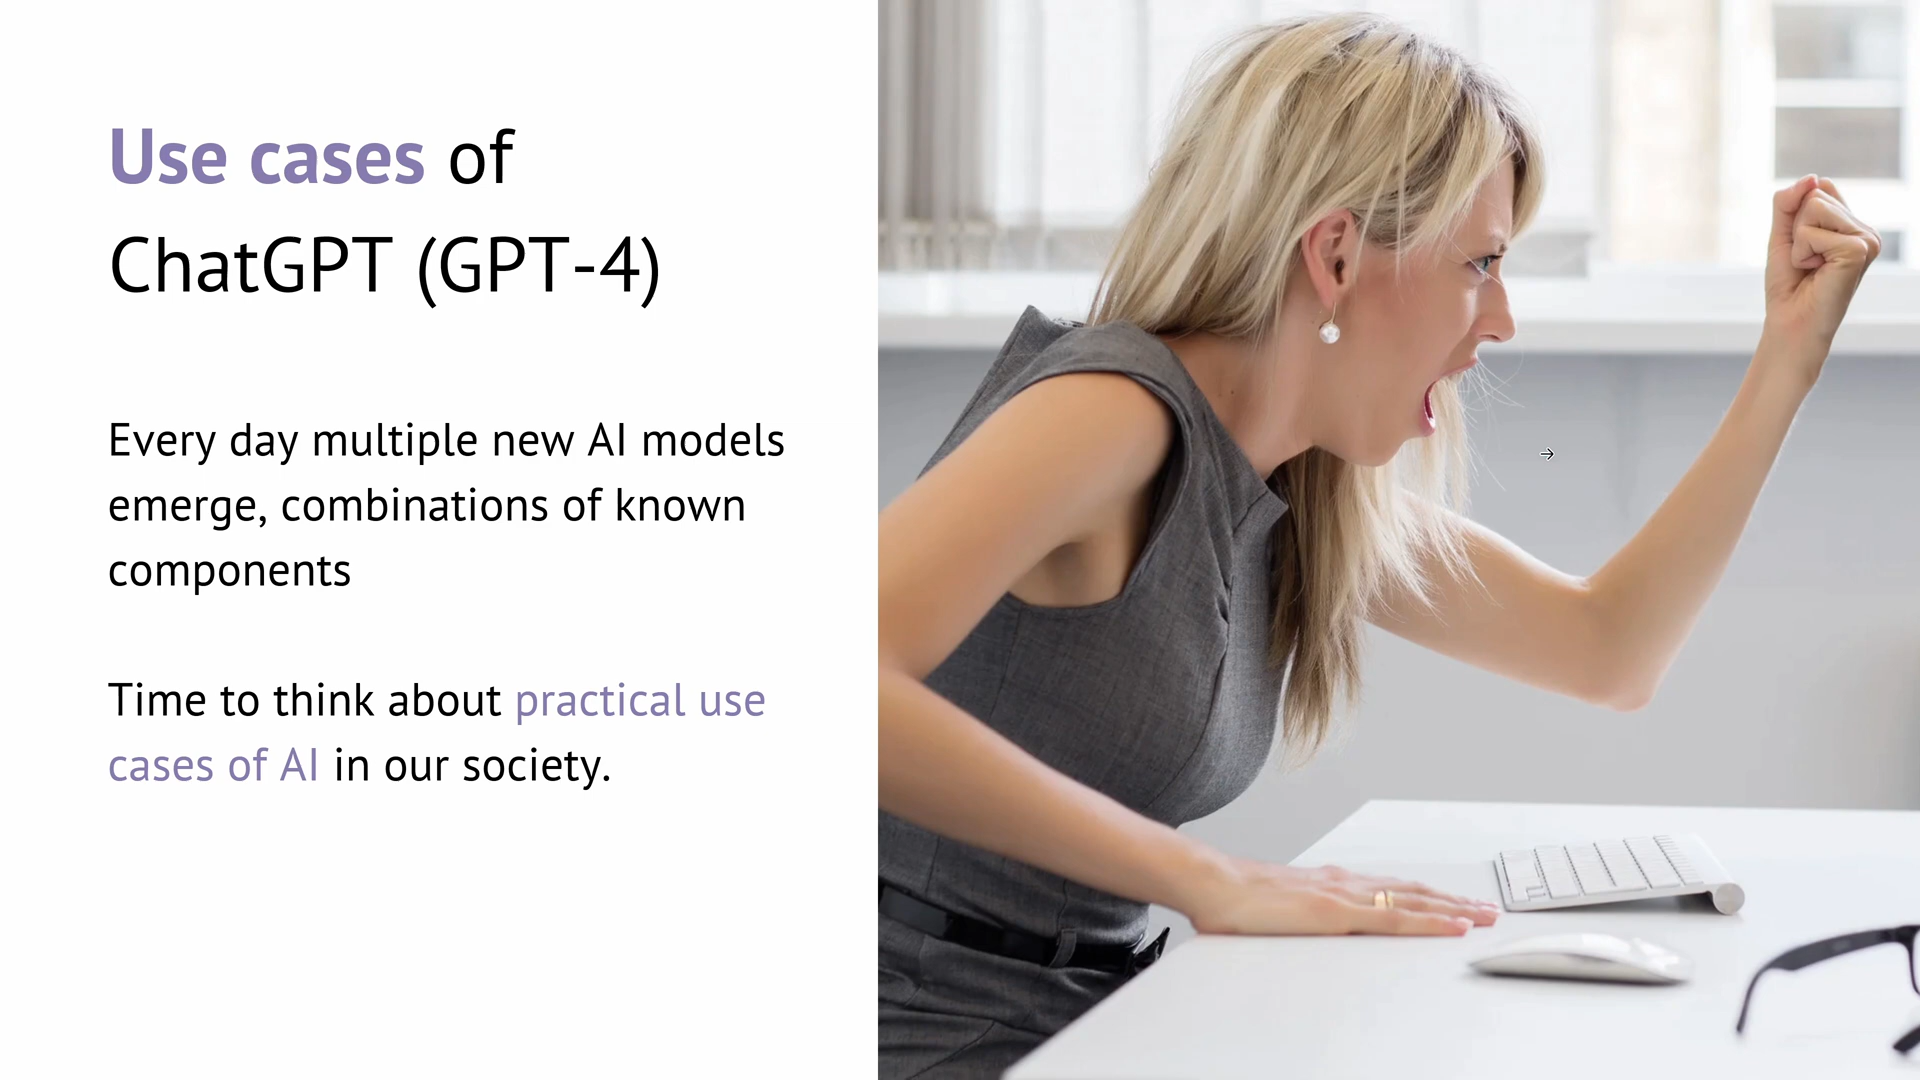 Use cases of
ChatGPT (GPT-4)
Every day multiple new AI models
emerge, combinations of known
components
Time to think about practical use
cases of AI in our society.